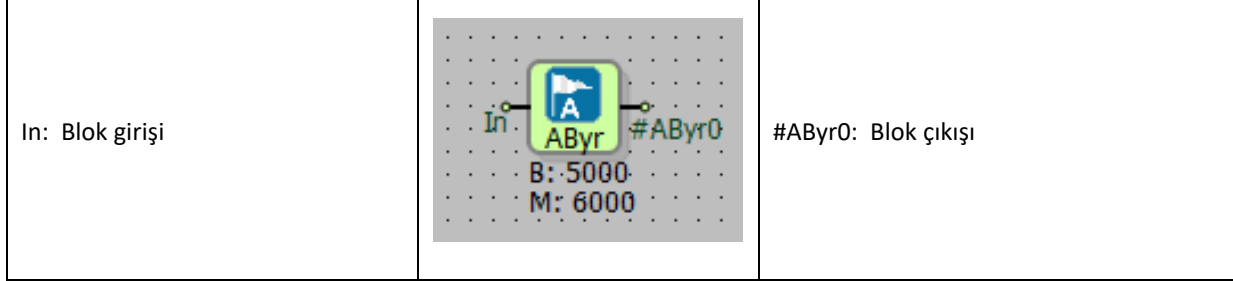 In: Blok girişi
A
In
AByr
#AByr0
B: 5000
M: 6000
#AByr0: Blok çıkışı